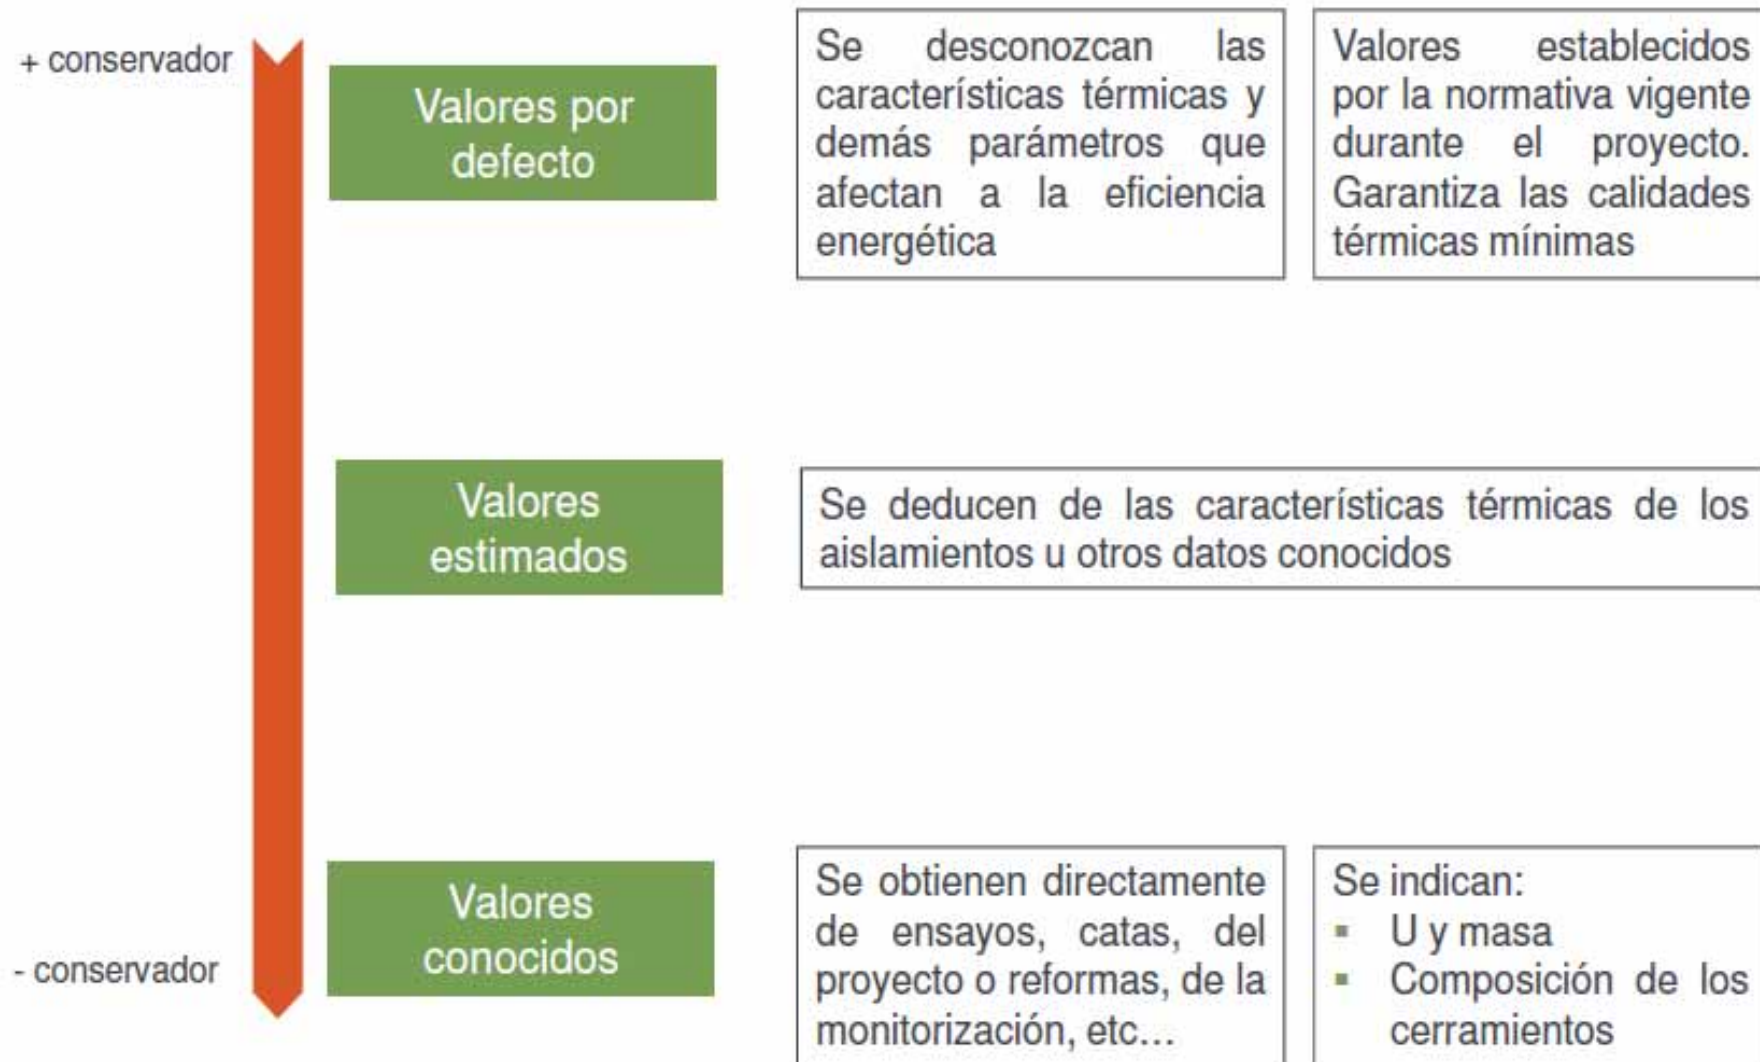 + conservador
Valores por
defecto
Se desconozcan las
características térmicas y
demás parámetros que
afectan a la eficiencia
energética
Valores establecidos
por la normativa vigente
durante el proyecto.
Garantiza las calidades
térmicas mínimas
Valores
estimados
Se deducen de las características térmicas de los
aislamientos u otros datos conocidos
- conservador
Valores
conocidos
Se obtienen directamente
de ensayos, catas, del
proyecto o reformas, de la
monitorización, etc...
Se indican:
▪ U y masa
▪ Composición de los
cerramientos